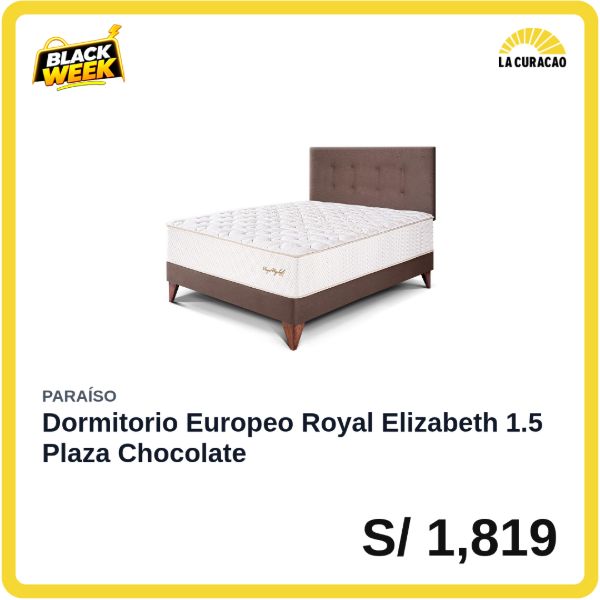 BLACK
WEEK
LA CURACAO
PARAÍSO
Dormitorio Europeo Royal Elizabeth 1.5
Plaza Chocolate
S/ 1,819